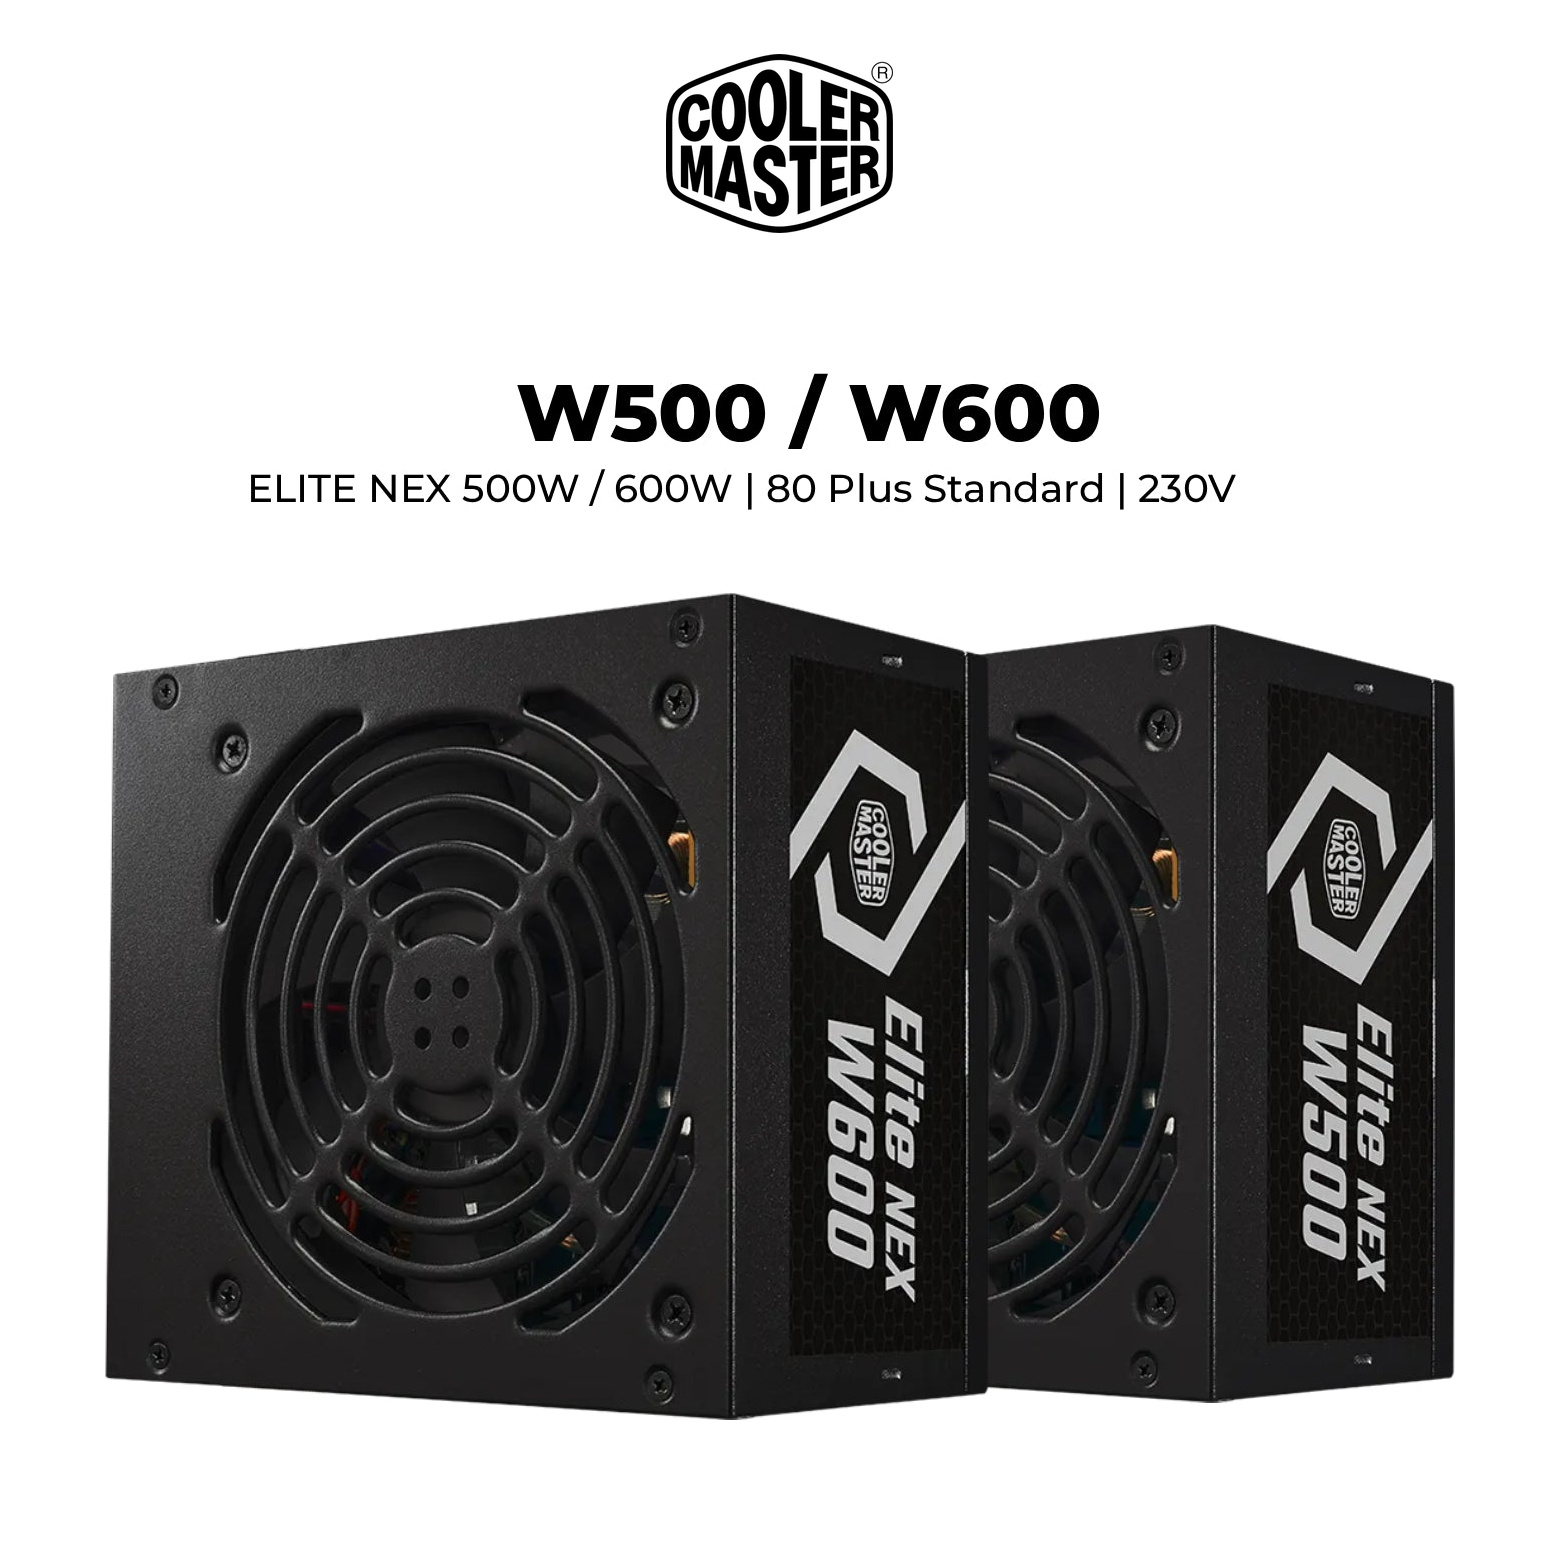 COOLER
MASTER
®
W500 / W600
ELITE NEX 500W / 600W | 80 Plus Standard | 230V
COOLER
MASTER
Elite NEX
W600
COOLER
MASTER
Elite NEX
W500